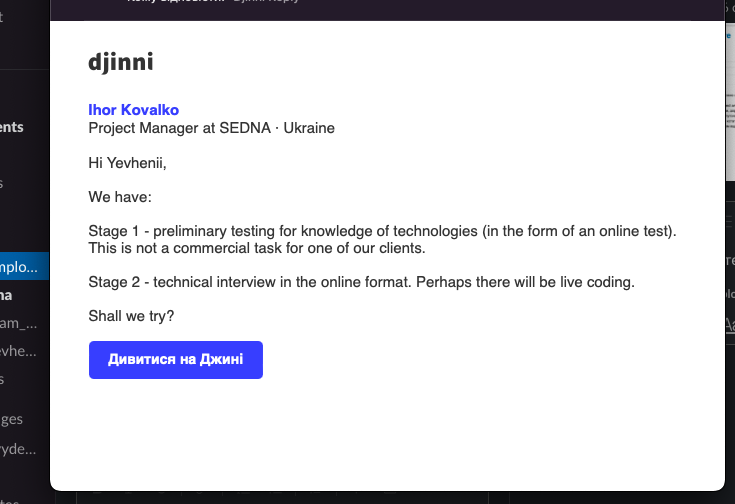 djinni
Ihor Kovalko
Project Manager at SEDNA · Ukraine
Hi Yevhenii,
We have:
Stage 1 - preliminary testing for knowledge of technologies (in the form of an online test).
This is not a commercial task for one of our clients.
Stage 2 - technical interview in the online format. Perhaps there will be live coding.
Shall we try?
Дивитися на Джині